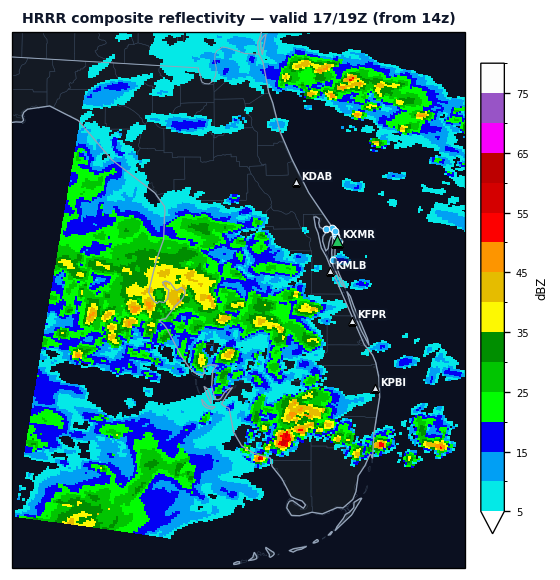 HRRR composite reflectivity — valid 17/19Z (from 14z)
KDAB
KXMR
KMLB
KFPR
KPBI
75
65
55
45
35
25
15
5
dBZ